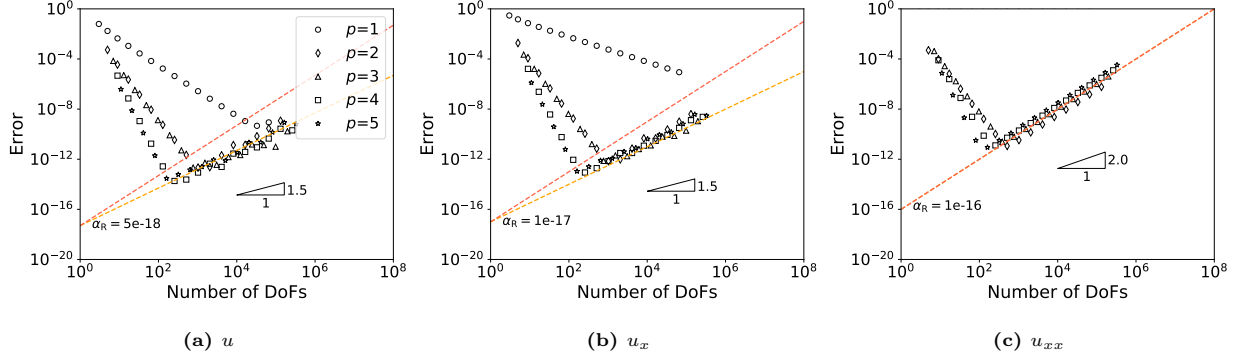 10^0
10^-4
10^-8
10^-12
10^-16
10^-20
Error
10^0
10^2
10^4
10^6
10^8
Number of DoFs
p=1
p=2
p=3
p=4
p=5
1.5
1
α_R = 5e-18
(a) u
10^0
10^-4
10^-8
10^-12
10^-16
10^-20
Error
10^0
10^2
10^4
10^6
10^8
Number of DoFs
1.5
1
α_R = 1e-17
(b) u_x
10^0
10^-4
10^-8
10^-12
10^-16
10^-20
Error
10^0
10^2
10^4
10^6
10^8
Number of DoFs
2.0
1
α_R = 1e-16
(c) u_xx